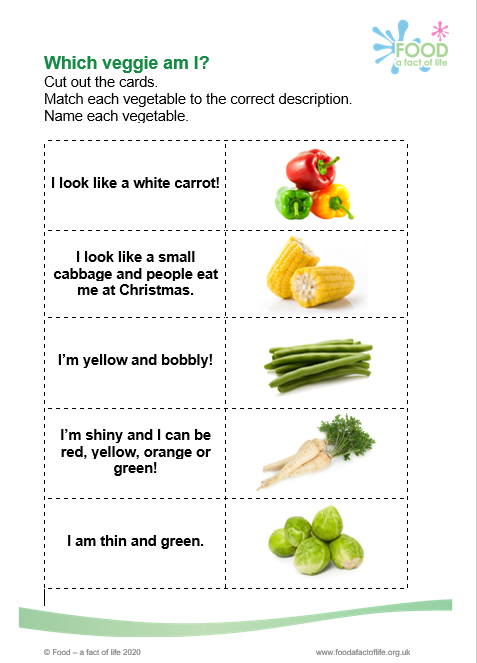 FOOD
a fact of life
Which veggie am I?
Cut out the cards.
Match each vegetable to the correct description.
Name each vegetable.
I look like a white carrot!
I look like a small
cabbage and people eat
me at Christmas.
I’m yellow and bobbly!
I’m shiny and I can be
red, yellow, orange or
green!
I am thin and green.
© Food – a fact of life 2020
www.foodafactoflife.org.uk